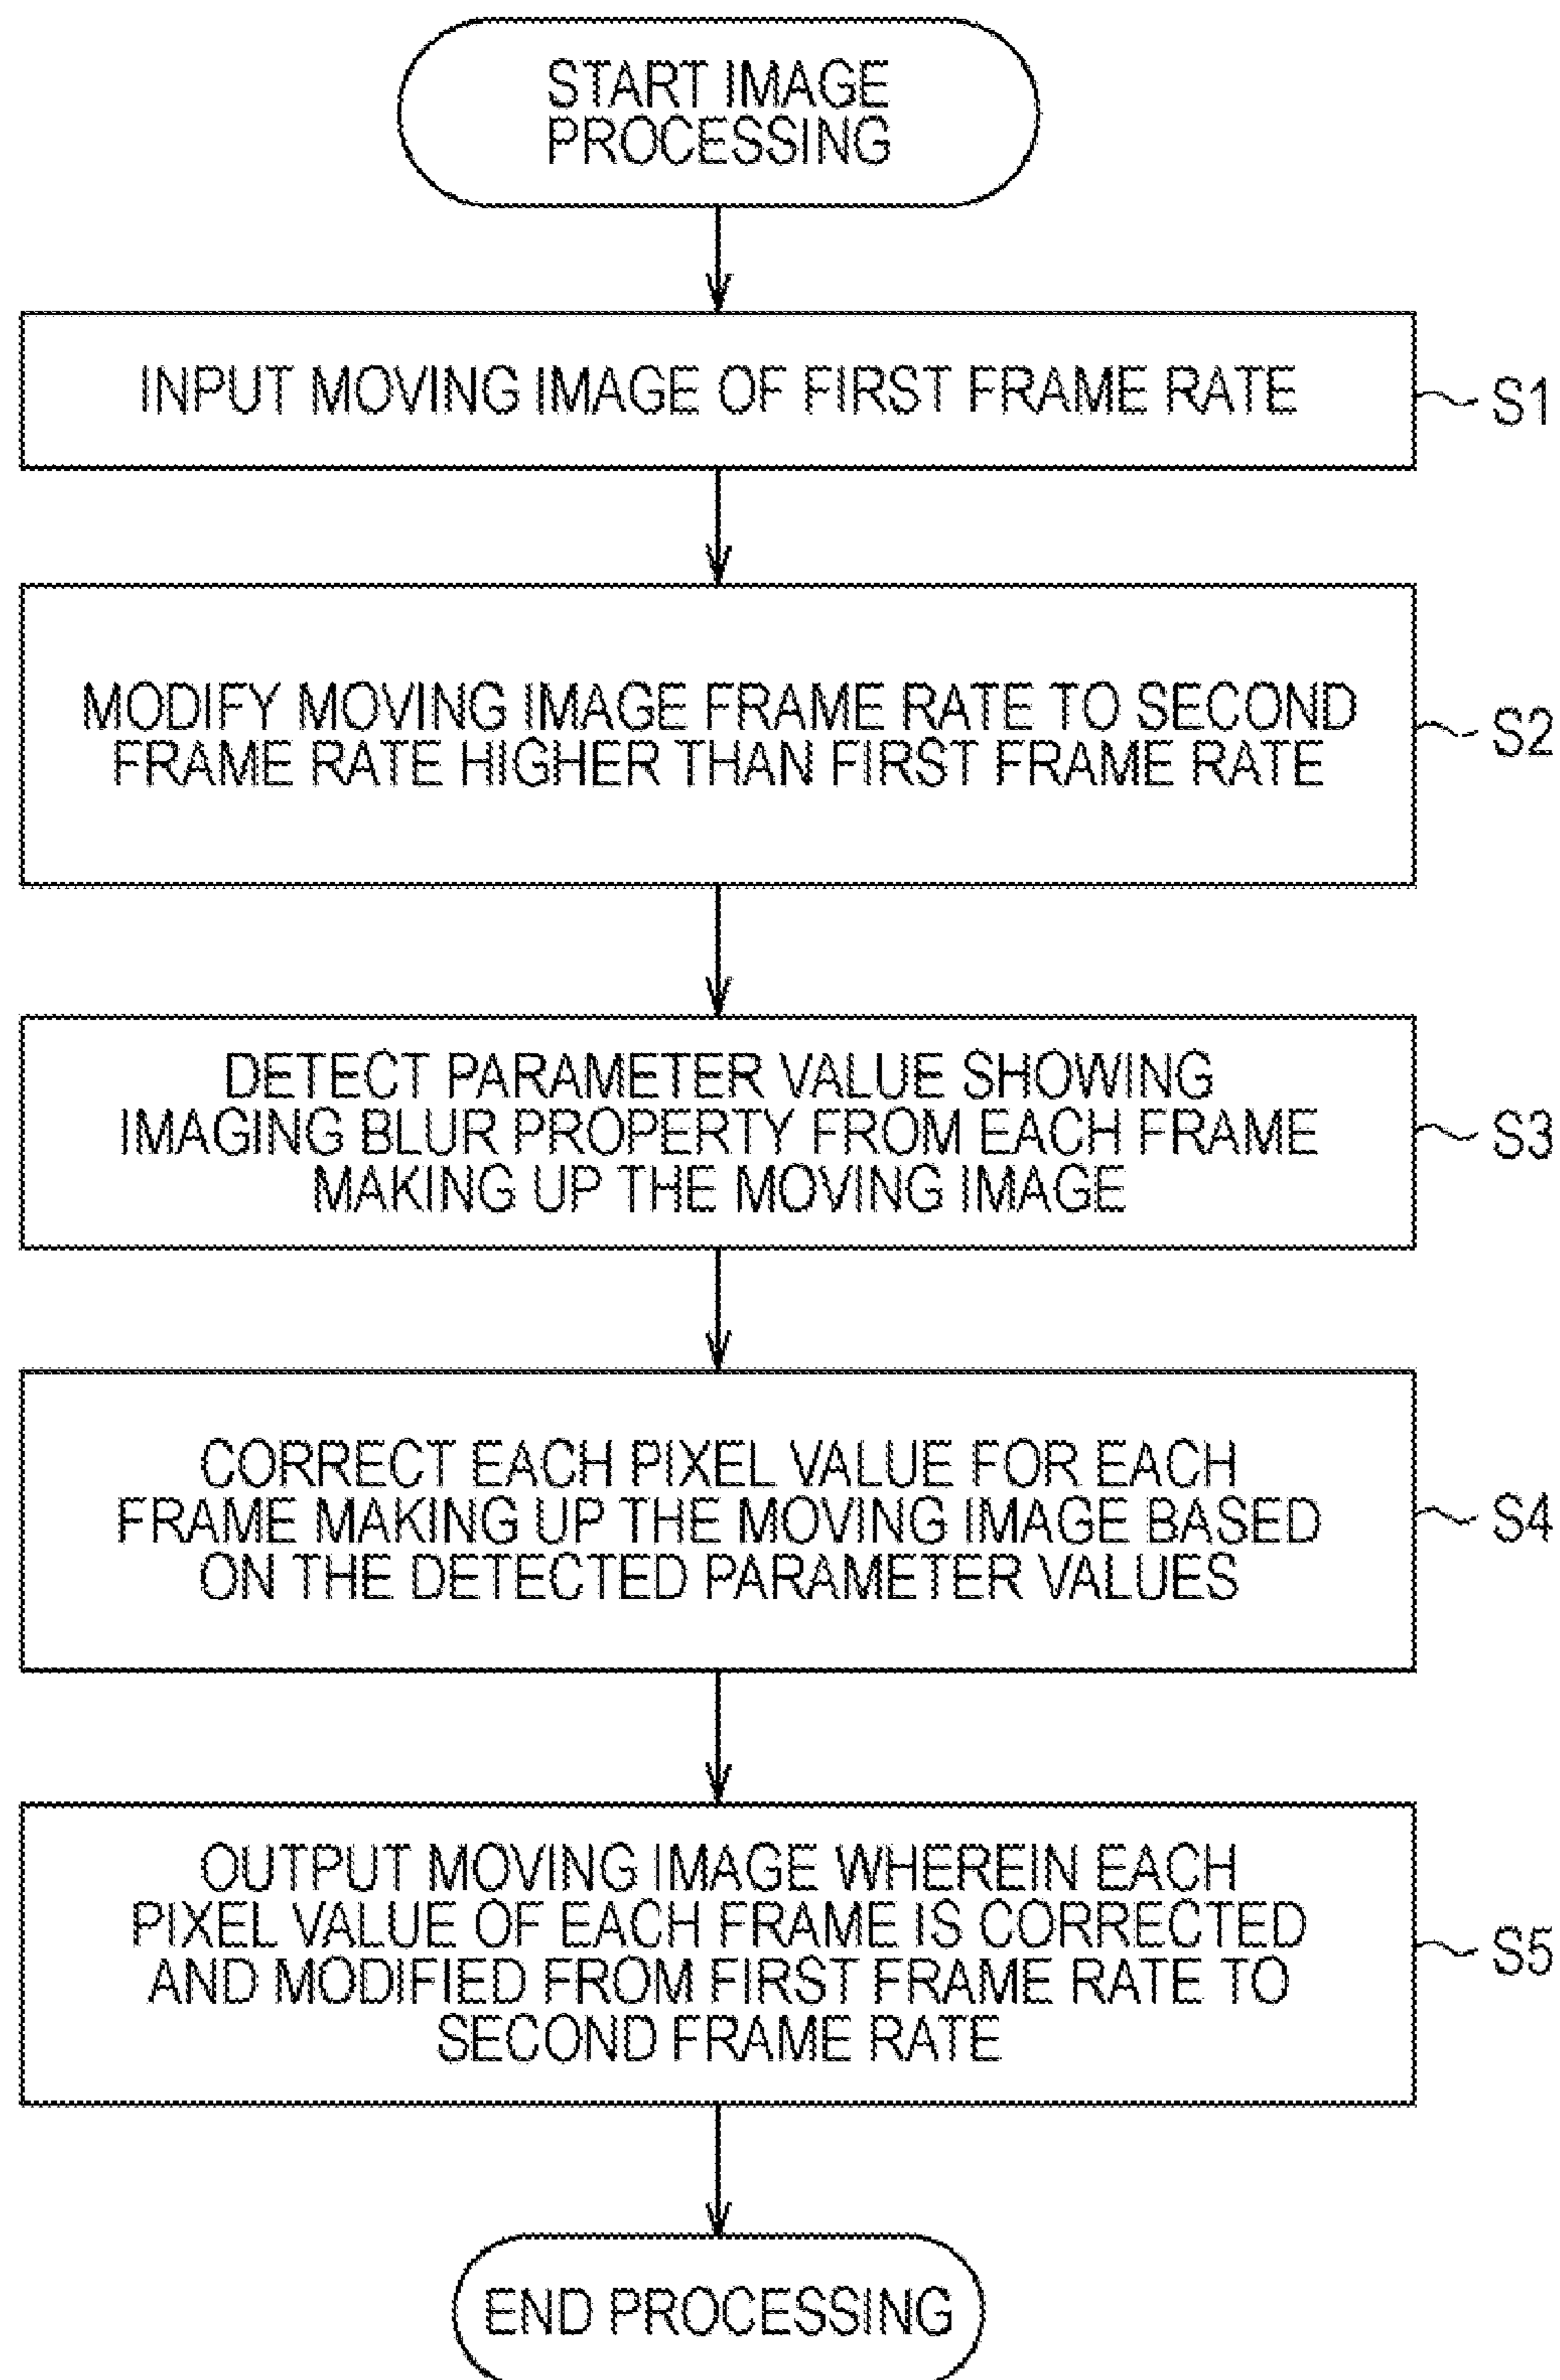 START IMAGE
PROCESSING
INPUT MOVING IMAGE OF FIRST FRAME RATE
S1
MODIFY MOVING IMAGE FRAME RATE TO SECOND
FRAME RATE HIGHER THAN FIRST FRAME RATE
S2
DETECT PARAMETER VALUE SHOWING
IMAGING BLUR PROPERTY FROM EACH FRAME
MAKING UP THE MOVING IMAGE
S3
CORRECT EACH PIXEL VALUE FOR EACH
FRAME MAKING UP THE MOVING IMAGE BASED
ON THE DETECTED PARAMETER VALUES
S4
OUTPUT MOVING IMAGE WHEREIN EACH
PIXEL VALUE OF EACH FRAME IS CORRECTED
AND MODIFIED FROM FIRST FRAME RATE TO
SECOND FRAME RATE
S5
END PROCESSING